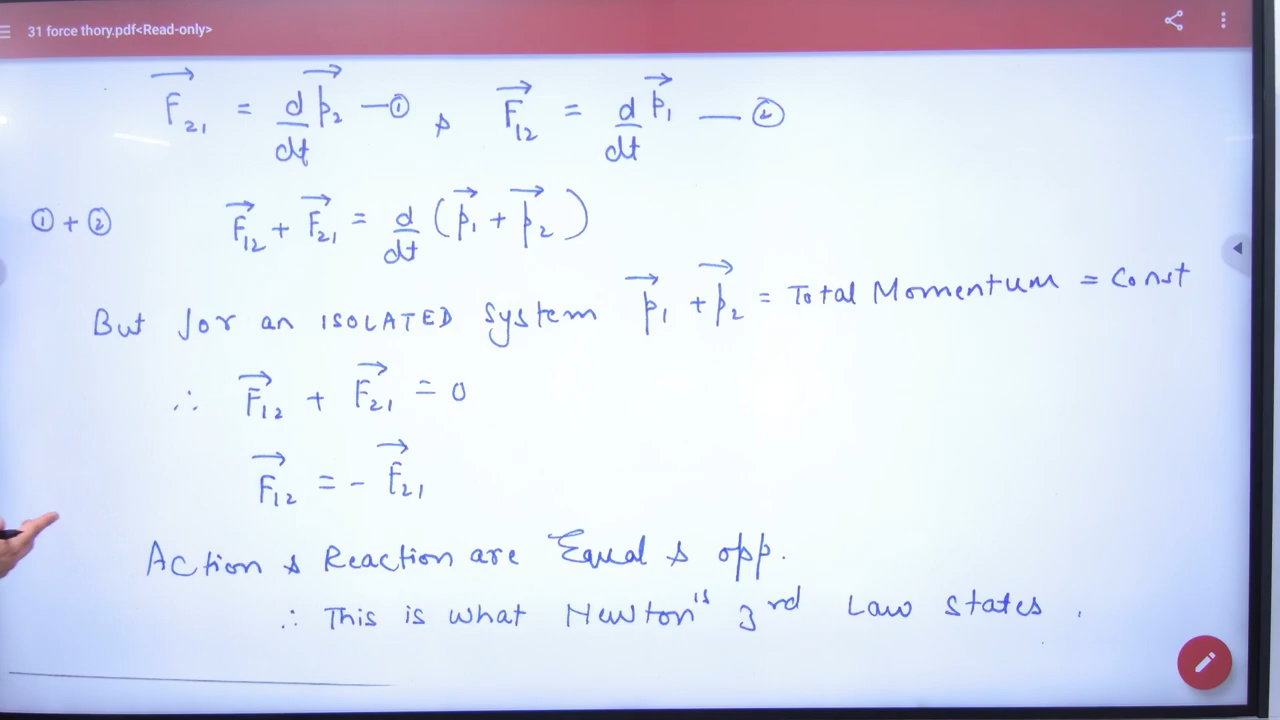 31 force thory.pdf<Read-only>
F₂₁ = d/dt p₂ —① & F₁₂ = d/dt p₁ — ②
① + ② F₁₂ + F₂₁ = d/dt (p₁ + p₂)
But for an ISOLATED System p₁ + p₂ = Total Momentum = Const
∴ F₁₂ + F₂₁ = 0
F₁₂ = - F₂₁
Action & Reaction are Equal & opp.
∴ This is what Newton's 3rd Law states.